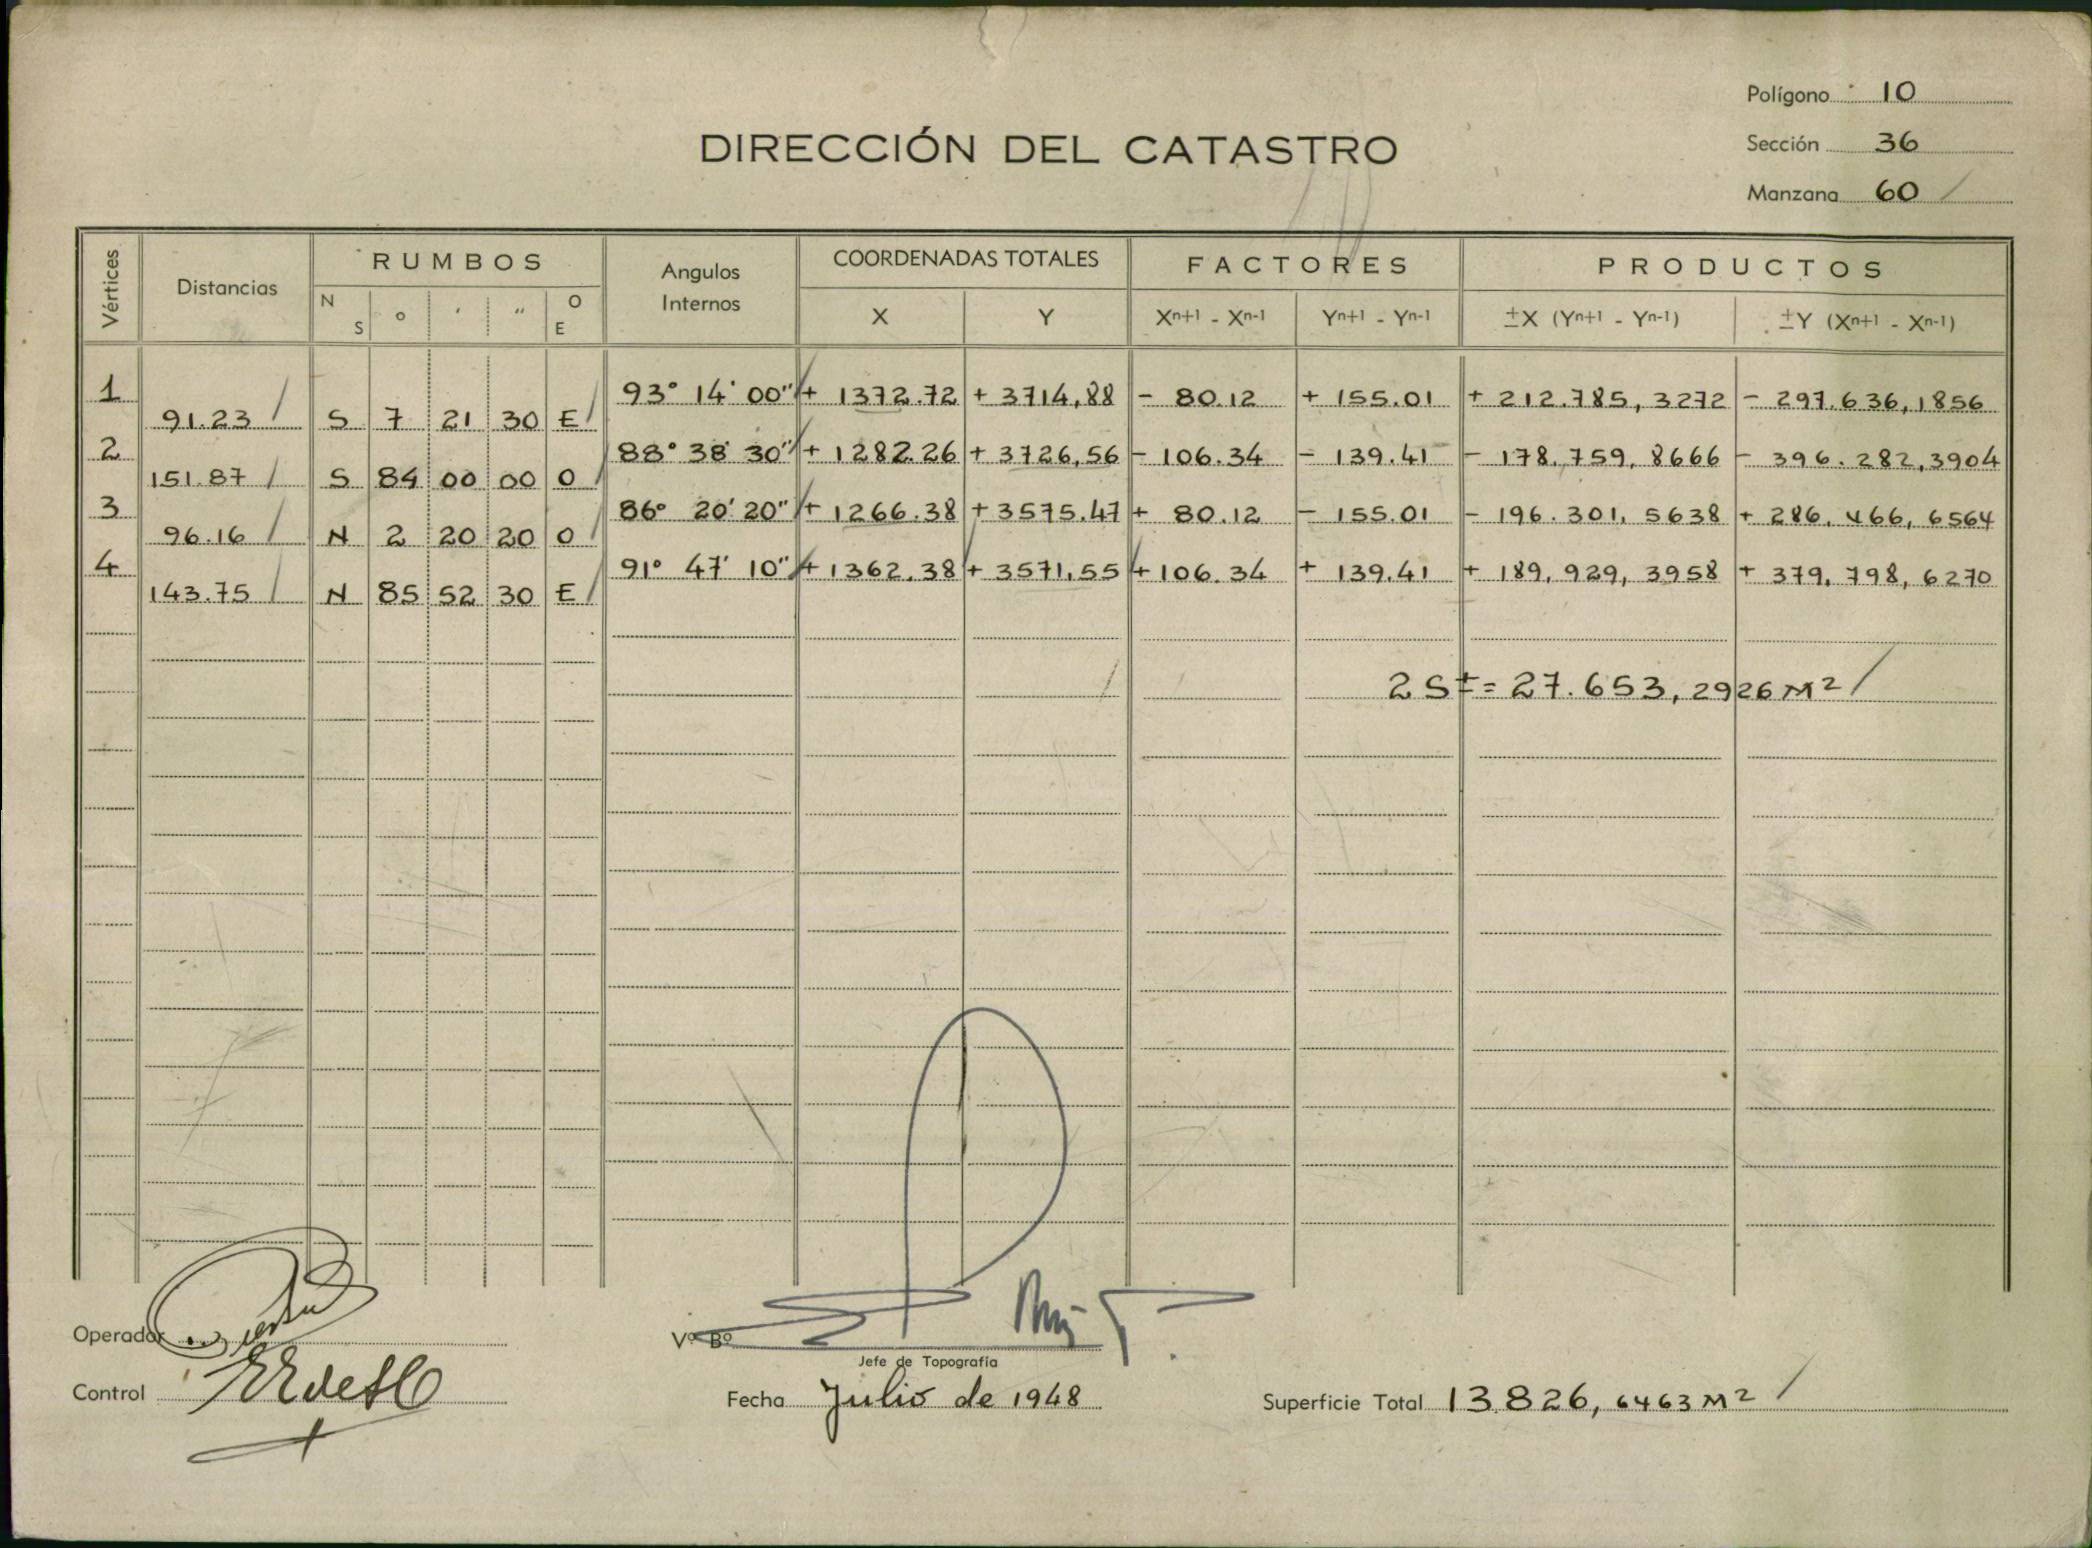 Polígono 10
DIRECCIÓN DEL CATASTRO
Sección 36
Manzana 60
Vértices Distancias RUMBOS Angulos Internos COORDENADAS TOTALES FACTORES PRODUCTOS
N S ° ' " O E X Y Xn+1 - Xn-1 Yn+1 - Yn-1 ±X (Yn+1 - Yn-1) ±Y (Xn+1 - Xn-1)
1 93° 14' 00" + 1372.72 + 3714,88 - 80.12 + 155.01 + 212.785,3272 - 297.636,1856
91.23 S 7 21 30 E
2 88° 38' 30" + 1282.26 + 3726,56 - 106.34 - 139.41 - 178,759,8666 - 396.282,3904
151.87 S 84 00 00 O
3 86° 20' 20" + 1266.38 + 3575.47 + 80.12 - 155.01 - 196.301,5638 + 286,466,6564
96.16 N 2 20 20 O
4 91° 47' 10" + 1362.38 + 3571,55 + 106.34 + 139.41 + 189,929,3958 + 379,798,6270
143.75 N 85 52 30 E
2 S ± = 27.653,2926 M2
Operador
Vº Bº
Jefe de Topografía
Control
Fecha Julio de 1948
Superficie Total 13.826,6463 M2